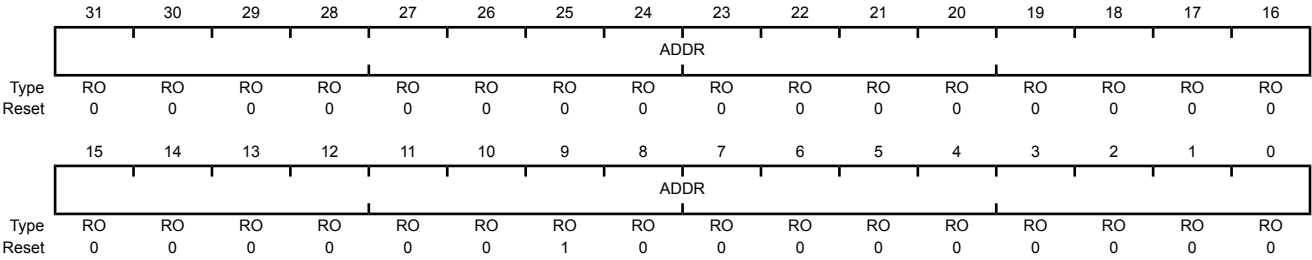 31 30 29 28 27 26 25 24 23 22 21 20 19 18 17 16
ADDR
Type RO RO RO RO RO RO RO RO RO RO RO RO RO RO RO RO
Reset 0 0 0 0 0 0 0 0 0 0 0 0 0 0 0 0
15 14 13 12 11 10 9 8 7 6 5 4 3 2 1 0
ADDR
Type RO RO RO RO RO RO RO RO RO RO RO RO RO RO RO RO
Reset 0 0 0 0 0 0 1 0 0 0 0 0 0 0 0 0